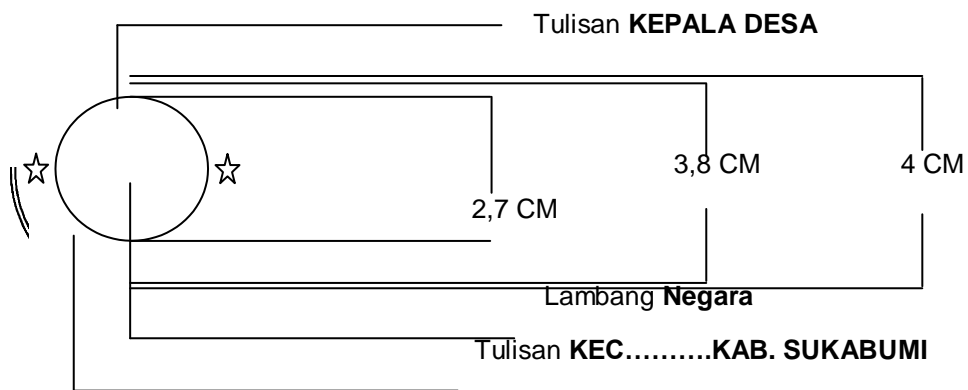 Tulisan KEPALA DESA
3,8 CM
4 CM
2,7 CM
Lambang Negara
Tulisan KEC..........KAB. SUKABUMI